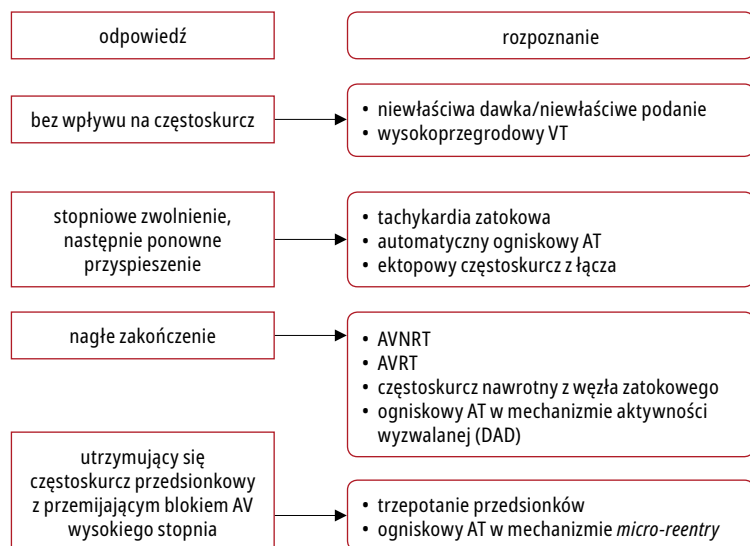 odpowiedź
rozpoznanie
bez wpływu na częstoskurcz
• niewłaściwa dawka/niewłaściwe podanie
• wysokoprzegrodowy VT
stopniowe zwolnienie,
następnie ponowne
przyspieszenie
• tachykardia zatokowa
• automatyczny ogniskowy AT
• ektopowy częstoskurcz z łącza
nagłe zakończenie
• AVNRT
• AVRT
• częstoskurcz nawrotny z węzła zatokowego
• ogniskowy AT w mechanizmie aktywności
wyzwalanej (DAD)
utrzymujący się
częstoskurcz przedsionkowy
z przemijającym blokiem AV
wysokiego stopnia
• trzepotanie przedsionków
• ogniskowy AT w mechanizmie micro-reentry